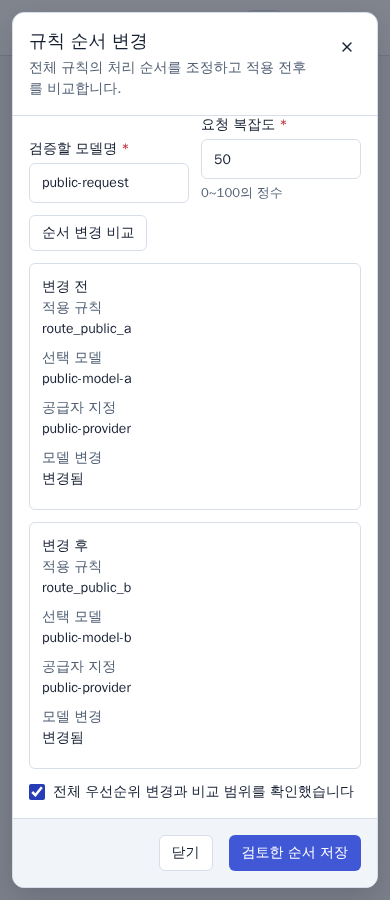 규칙 순서 변경
전체 규칙의 처리 순서를 조정하고 적용 전후
를 비교합니다.
검증할 모델명 *
public-request
요청 복잡도 *
50
0~100의 정수
순서 변경 비교
변경 전
적용 규칙
route_public_a
선택 모델
public-model-a
공급자 지정
public-provider
모델 변경
변경됨
변경 후
적용 규칙
route_public_b
선택 모델
public-model-b
공급자 지정
public-provider
모델 변경
변경됨
전체 우선순위 변경과 비교 범위를 확인했습니다
닫기
검토한 순서 저장